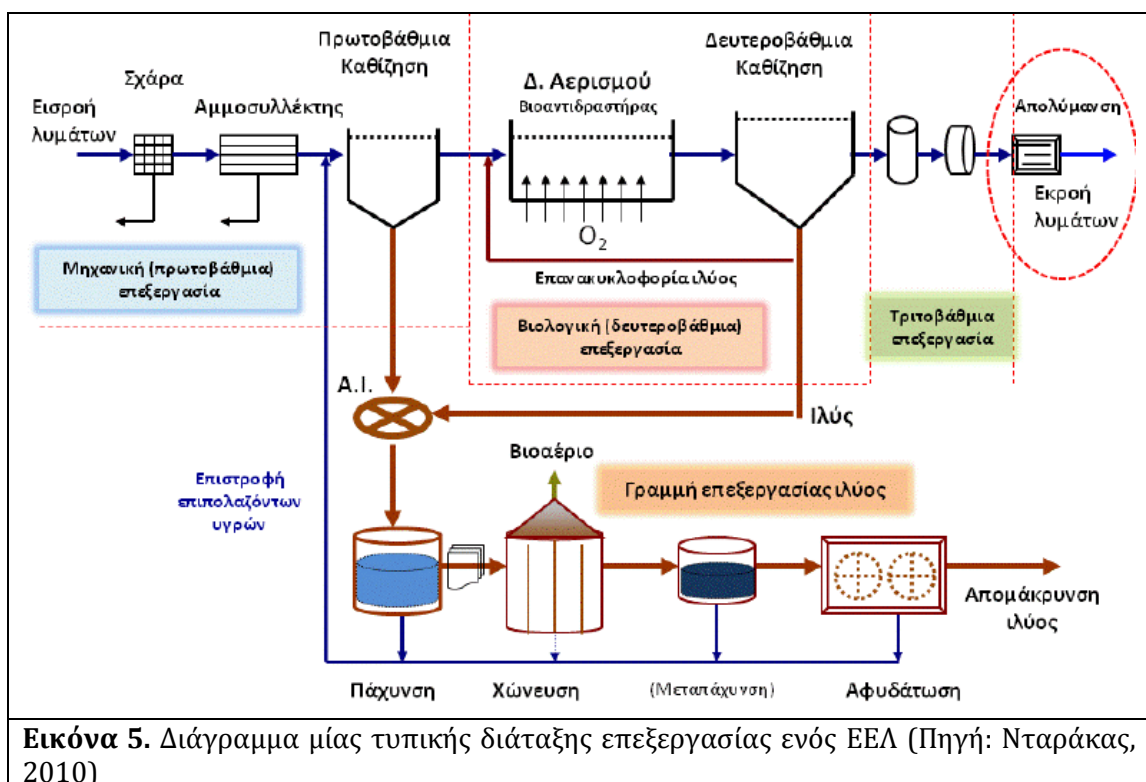 Πρωτοβάθμια
Καθίζηση
Δευτεροβάθμια
Καθίζηση
Σχάρα
Δ. Αερισμού
Βιοαντιδραστήρας
Εισροή
λυμάτων
Αμμοσυλλέκτης
Απολύμανση
O₂
Εκροή
λυμάτων
Μηχανική (πρωτοβάθμια)
επεξεργασία
Επανακυκλοφορία ιλύος
Βιολογική (δευτεροβάθμια)
επεξεργασία
Τριτοβάθμια
επεξεργασία
Α.Ι.
Ιλύς
Βιοαέριο
Γραμμή επεξεργασίας ιλύος
Επιστροφή
επιπολαζόντων
υγρών
Απομάκρυνση
ιλύος
Πάχυνση
Χώνευση
(Μεταπάχυνση)
Αφυδάτωση
Εικόνα 5. Διάγραμμα μίας τυπικής διάταξης επεξεργασίας ενός ΕΕΛ (Πηγή: Νταράκας,
2010)